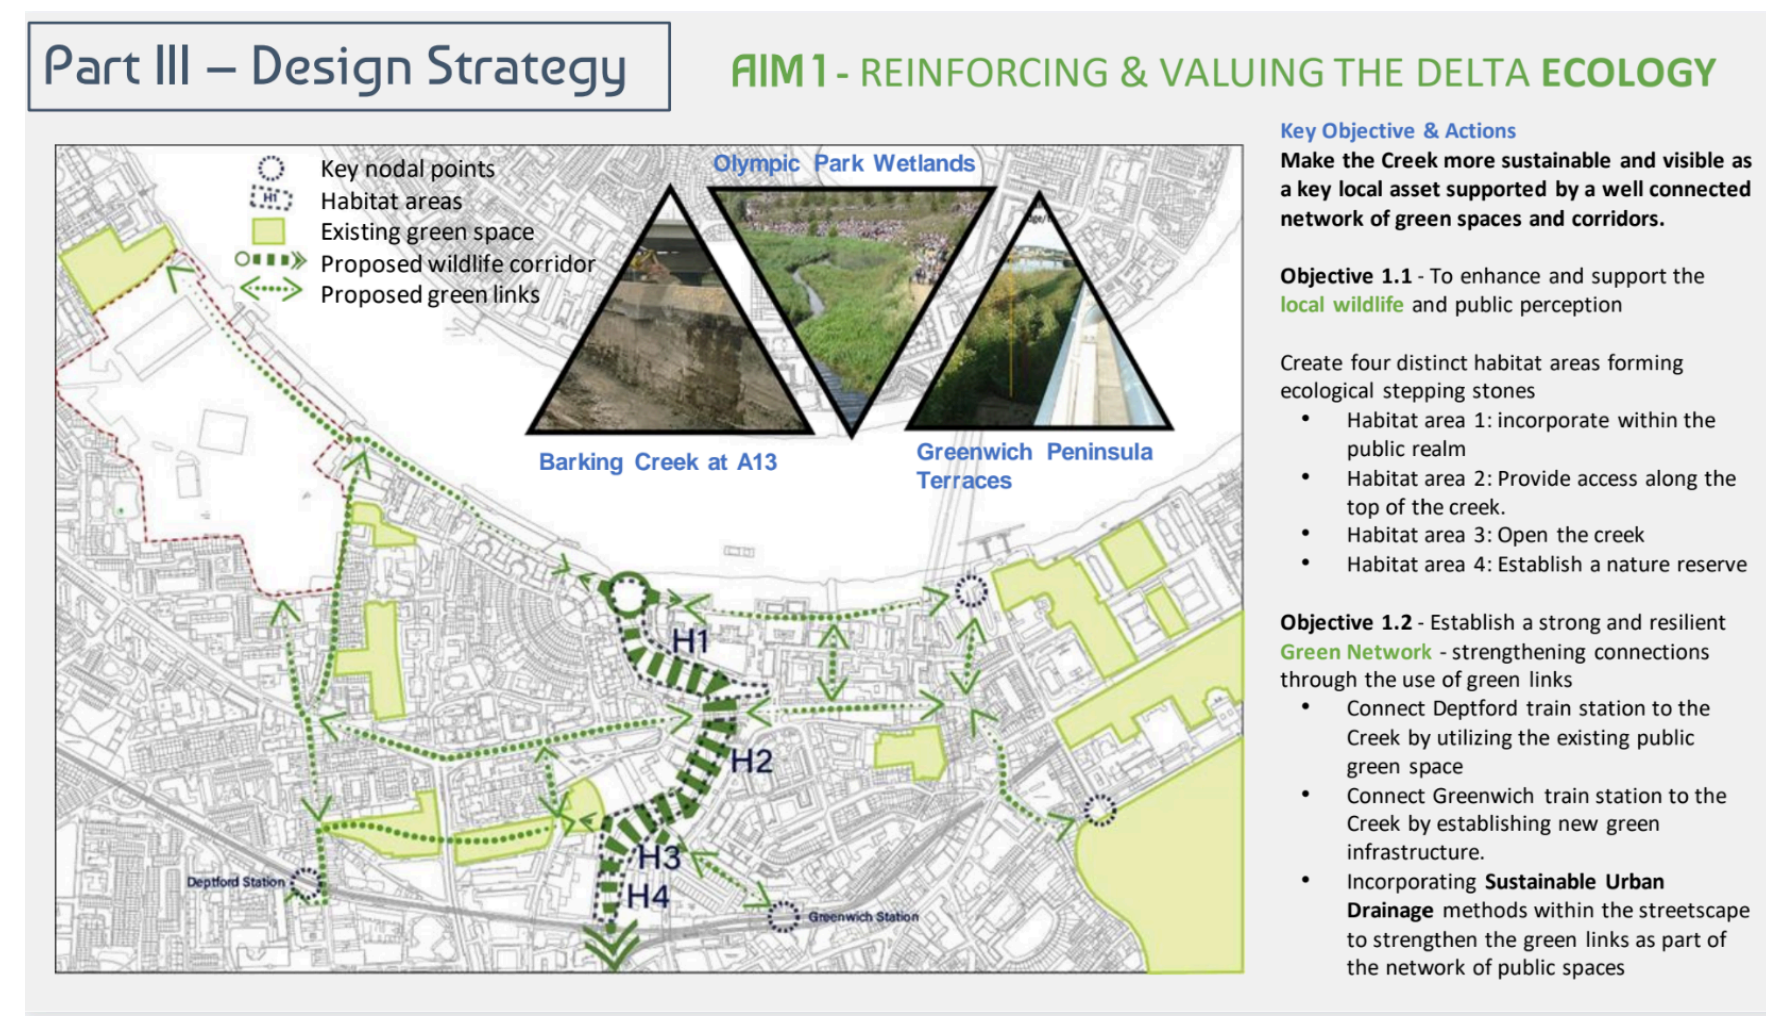 Part III – Design Strategy
AIM 1 - REINFORCING & VALUING THE DELTA ECOLOGY
Key nodal points
H1
Habitat areas
Existing green space
Proposed wildlife corridor
Proposed green links
Olympic Park Wetlands
Barking Creek at A13
Greenwich Peninsula
Terraces
H1
H2
H3
H4
Deptford Station
Greenwich Station
Key Objective & Actions
Make the Creek more sustainable and visible as
a key local asset supported by a well connected
network of green spaces and corridors.
Objective 1.1 - To enhance and support the
local wildlife and public perception
Create four distinct habitat areas forming
ecological stepping stones
• Habitat area 1: incorporate within the
public realm
• Habitat area 2: Provide access along the
top of the creek.
• Habitat area 3: Open the creek
• Habitat area 4: Establish a nature reserve
Objective 1.2 - Establish a strong and resilient
Green Network - strengthening connections
through the use of green links
• Connect Deptford train station to the
Creek by utilizing the existing public
green space
• Connect Greenwich train station to the
Creek by establishing new green
infrastructure.
• Incorporating Sustainable Urban
Drainage methods within the streetscape
to strengthen the green links as part of
the network of public spaces